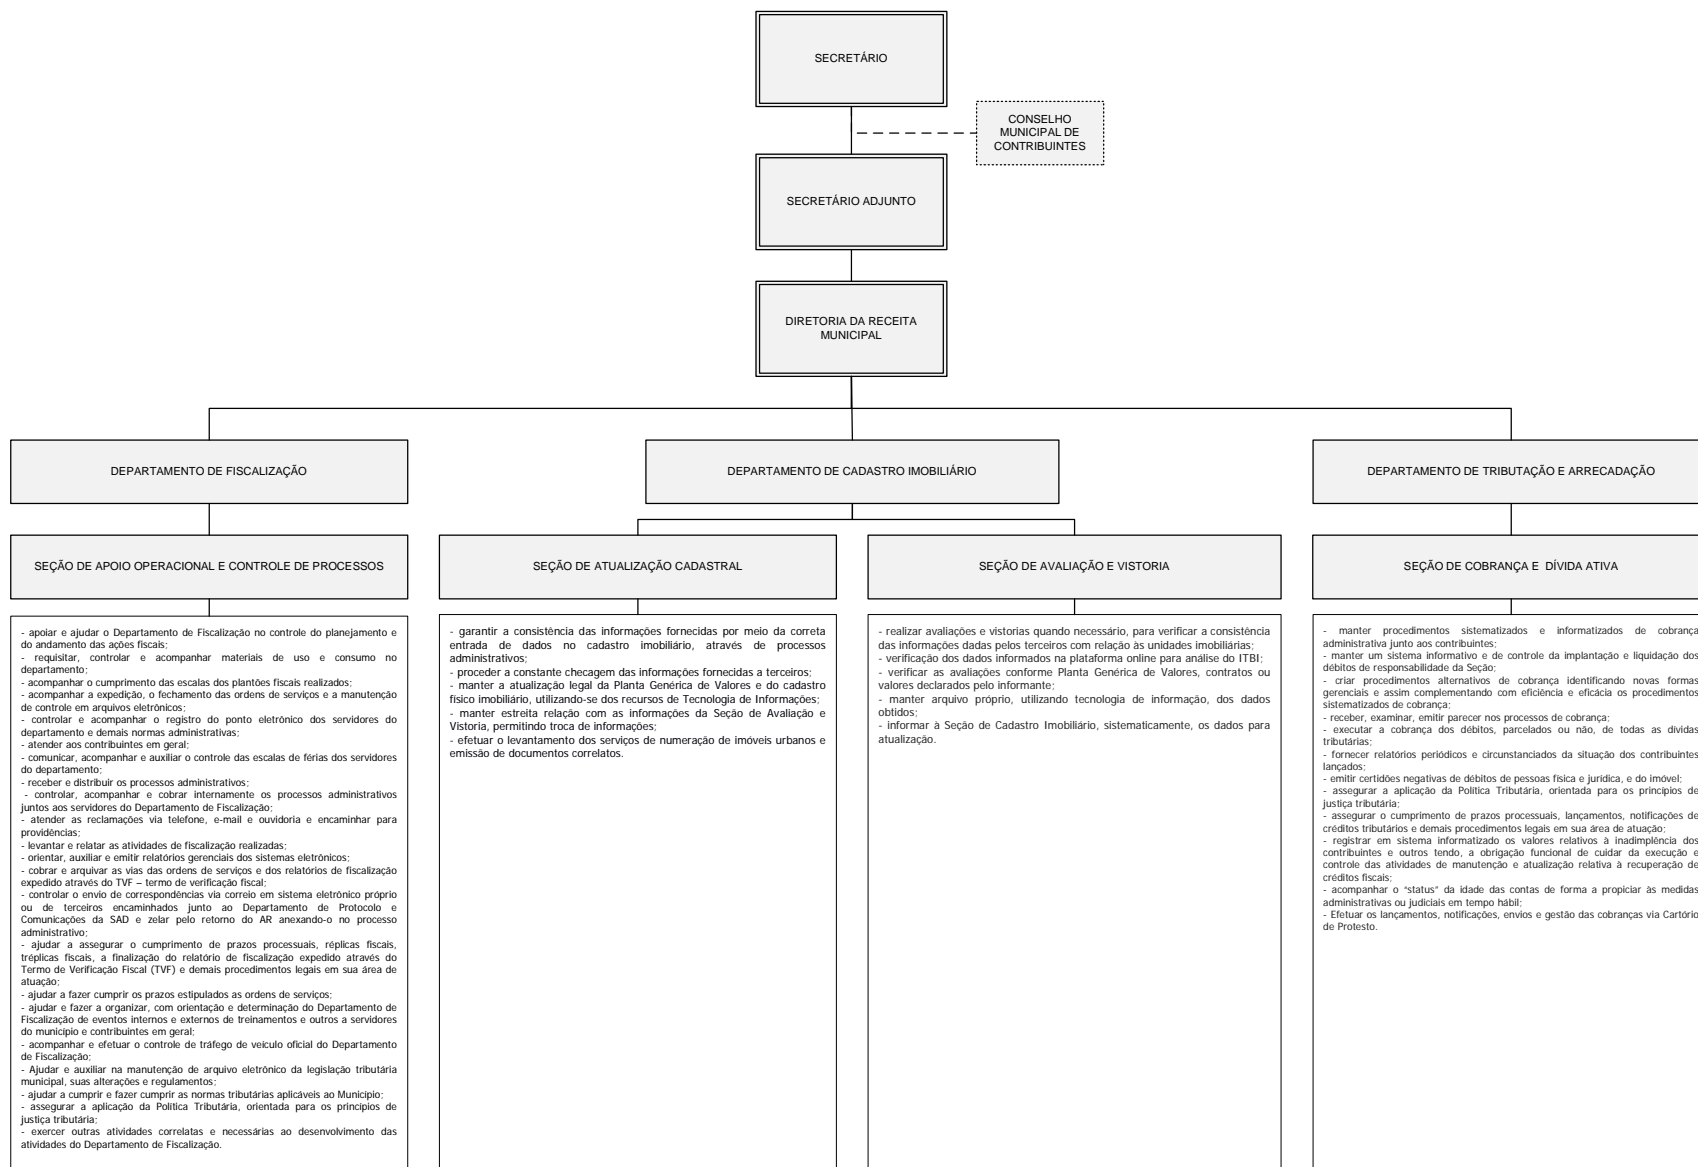 SECRETÁRIO
CONSELHO
MUNICIPAL DE
CONTRIBUINTES
SECRETÁRIO ADJUNTO
DIRETORIA DA RECEITA
MUNICIPAL
DEPARTAMENTO DE FISCALIZAÇÃO
DEPARTAMENTO DE CADASTRO IMOBILIÁRIO
DEPARTAMENTO DE TRIBUTAÇÃO E ARRECADAÇÃO
SEÇÃO DE APOIO OPERACIONAL E CONTROLE DE PROCESSOS
SEÇÃO DE ATUALIZAÇÃO CADASTRAL
SEÇÃO DE AVALIAÇÃO E VISTORIA
SEÇÃO DE COBRANÇA E DÍVIDA ATIVA
- apoiar e ajudar o Departamento de Fiscalização no controle do planejamento e
do andamento das ações fiscais;
- requisitar, controlar e acompanhar materiais de uso e consumo no
departamento;
- acompanhar o cumprimento das escalas dos plantões fiscais realizados;
- acompanhar a expedição, o fechamento das ordens de serviços e a manutenção
de controle em arquivos eletrônicos;
- controlar e acompanhar o registro do ponto eletrônico dos servidores do
departamento e demais normas administrativas;
- atender aos contribuintes em geral;
- comunicar, acompanhar e auxiliar o controle das escalas de férias dos servidores
do departamento;
- receber e distribuir os processos administrativos;
- controlar, acompanhar e cobrar internamente os processos administrativos
juntos aos servidores do Departamento de Fiscalização;
- atender as reclamações via telefone, e-mail e ouvidoria e encaminhar para
providências;
- levantar e relatar as atividades de fiscalização realizadas;
- orientar, auxiliar e emitir relatórios gerenciais dos sistemas eletrônicos;
- cobrar e arquivar as vias das ordens de serviços e dos relatórios de fiscalização
expedido através do TVF – termo de verificação fiscal;
- controlar o envio de correspondências via correio em sistema eletrônico próprio
ou de terceiros encaminhados junto ao Departamento de Protocolo e
Comunicações da SAD e zelar pelo retorno do AR anexando-o no processo
administrativo;
- ajudar a assegurar o cumprimento de prazos processuais, réplicas fiscais,
tréplicas fiscais, a finalização do relatório de fiscalização expedido através do
Termo de Verificação Fiscal (TVF) e demais procedimentos legais em sua área de
atuação;
- ajudar a fazer cumprir os prazos estipulados as ordens de serviços;
- ajudar e fazer a organizar, com orientação e determinação do Departamento de
Fiscalização de eventos internos e externos de treinamentos e outros a servidores
do município e contribuintes em geral;
- acompanhar e efetuar o controle de tráfego de veículo oficial do Departamento
de Fiscalização;
- Ajudar e auxiliar na manutenção de arquivo eletrônico da legislação tributária
municipal, suas alterações e regulamentos;
- ajudar a cumprir e fazer cumprir as normas tributárias aplicáveis ao Município;
- assegurar a aplicação da Política Tributária, orientada para os princípios de
justiça tributária;
- exercer outras atividades correlatas e necessárias ao desenvolvimento das
atividades do Departamento de Fiscalização.
- garantir a consistência das informações fornecidas por meio da correta
entrada de dados no cadastro imobiliário, através de processos
administrativos;
- proceder a constante checagem das informações fornecidas a terceiros;
- manter a atualização legal da Planta Genérica de Valores e do cadastro
físico imobiliário, utilizando-se dos recursos de Tecnologia de Informações;
- manter estreita relação com as informações da Seção de Avaliação e
Vistoria, permitindo troca de informações;
- efetuar o levantamento dos serviços de numeração de imóveis urbanos e
emissão de documentos correlatos.
- realizar avaliações e vistorias quando necessário, para verificar a consistência
das informações dadas pelos terceiros com relação às unidades imobiliárias;
- verificação dos dados informados na plataforma online para análise do ITBI;
- verificar as avaliações conforme Planta Genérica de Valores, contratos ou
valores declarados pelo informante;
- manter arquivo próprio, utilizando tecnologia de informação, dos dados
obtidos;
- informar à Seção de Cadastro Imobiliário, sistematicamente, os dados para
atualização.
- manter procedimentos sistematizados e informatizados de cobrança
administrativa junto aos contribuintes;
- manter um sistema informativo e de controle da implantação e liquidação dos
débitos de responsabilidade da Seção;
- criar procedimentos alternativos de cobrança identificando novas formas
gerenciais e assim complementando com eficiência e eficácia os procedimentos
sistematizados de cobrança;
- receber, examinar, emitir parecer nos processos de cobrança;
- executar a cobrança dos débitos, parcelados ou não, de todas as dívidas
tributárias;
- fornecer relatórios periódicos e circunstanciados da situação dos contribuintes
lançados;
- emitir certidões negativas de débitos de pessoas física e jurídica, e do imóvel;
- assegurar a aplicação da Política Tributária, orientada para os princípios de
justiça tributária;
- assegurar o cumprimento de prazos processuais, lançamentos, notificações de
créditos tributários e demais procedimentos legais em sua área de atuação;
- registrar em sistema informatizado os valores relativos à inadimplência dos
contribuintes e outros tendo, a obrigação funcional de cuidar da execução e
controle das atividades de manutenção e atualização relativa à recuperação de
créditos fiscais;
- acompanhar o "status" da idade das contas de forma a propiciar às medidas
administrativas ou judiciais em tempo hábil;
- Efetuar os lançamentos, notificações, envios e gestão das cobranças via Cartório
de Protesto.